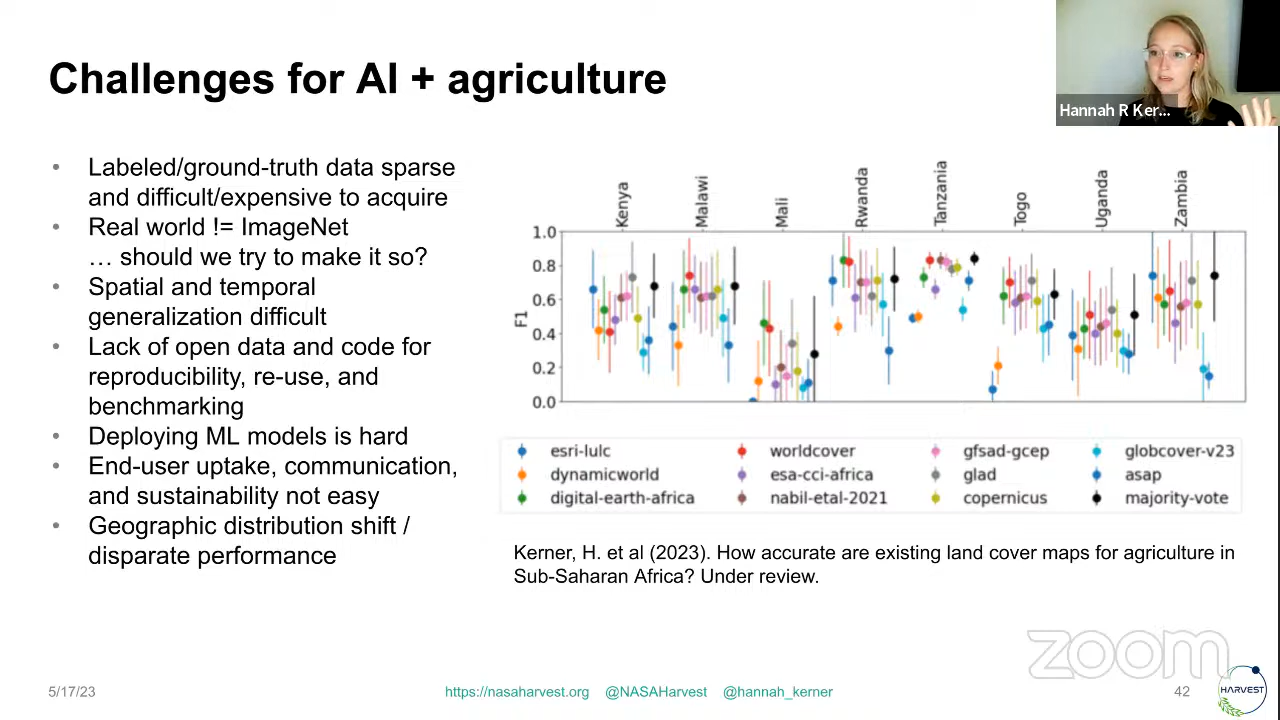 Challenges for AI + agriculture
Hannah R Ker...
• Labeled/ground-truth data sparse
and difficult/expensive to acquire
• Real world != ImageNet
… should we try to make it so?
• Spatial and temporal
generalization difficult
• Lack of open data and code for
reproducibility, re-use, and
benchmarking
• Deploying ML models is hard
• End-user uptake, communication,
and sustainability not easy
• Geographic distribution shift /
disparate performance
Kenya
Malawi
Mali
Rwanda
Tanzania
Togo
Uganda
Zambia
1.0
0.8
0.6
0.4
0.2
0.0
F1
esri-lulc worldcover gfsad-gcep globcover-v23
dynamicworld esa-cci-africa glad asap
digital-earth-africa nabil-etal-2021 copernicus majority-vote
Kerner, H. et al (2023). How accurate are existing land cover maps for agriculture in
Sub-Saharan Africa? Under review.
zoom
5/17/23 https://nasaharvest.org @NASAHarvest @hannah_kerner 42
HARVEST